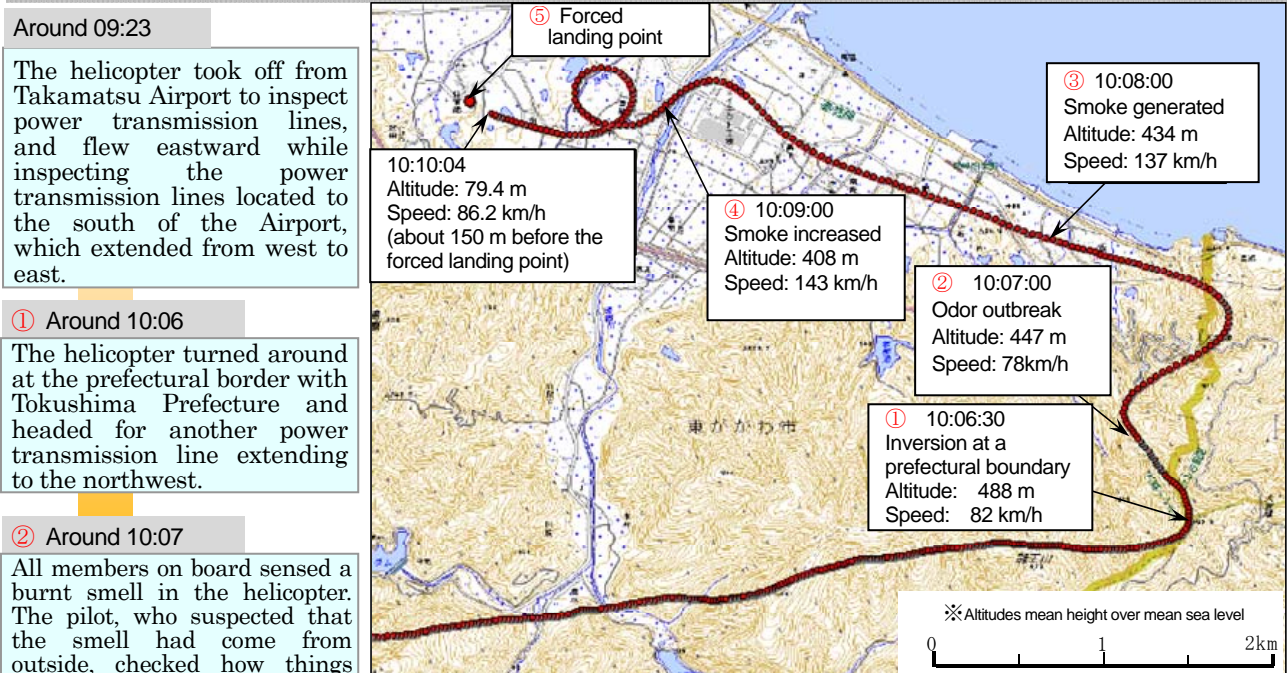 Around 09:23
The helicopter took off from
Takamatsu Airport to inspect
power transmission lines,
and flew eastward while
inspecting the power
transmission lines located to
the south of the Airport,
which extended from west to
east.
① Around 10:06
The helicopter turned around
at the prefectural border with
Tokushima Prefecture and
headed for another power
transmission line extending
to the northwest.
② Around 10:07
All members on board sensed a
burnt smell in the helicopter.
The pilot, who suspected that
the smell had come from
outside, checked how things
⑤ Forced
landing point
③ 10:08:00
Smoke generated
Altitude: 434 m
Speed: 137 km/h
10:10:04
Altitude: 79.4 m
Speed: 86.2 km/h
(about 150 m before the
forced landing point)
④ 10:09:00
Smoke increased
Altitude: 408 m
Speed: 143 km/h
② 10:07:00
Odor outbreak
Altitude: 447 m
Speed: 78km/h
① 10:06:30
Inversion at a
prefectural boundary
Altitude: 488 m
Speed: 82 km/h
東かがわ市
※Altitudes mean height over mean sea level
0 1 2km